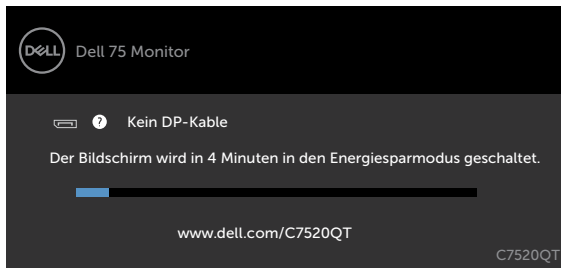 DELL
Dell 75 Monitor
? Kein DP-Kable
Der Bildschirm wird in 4 Minuten in den Energiesparmodus geschaltet.
www.dell.com/C7520QT
C7520QT